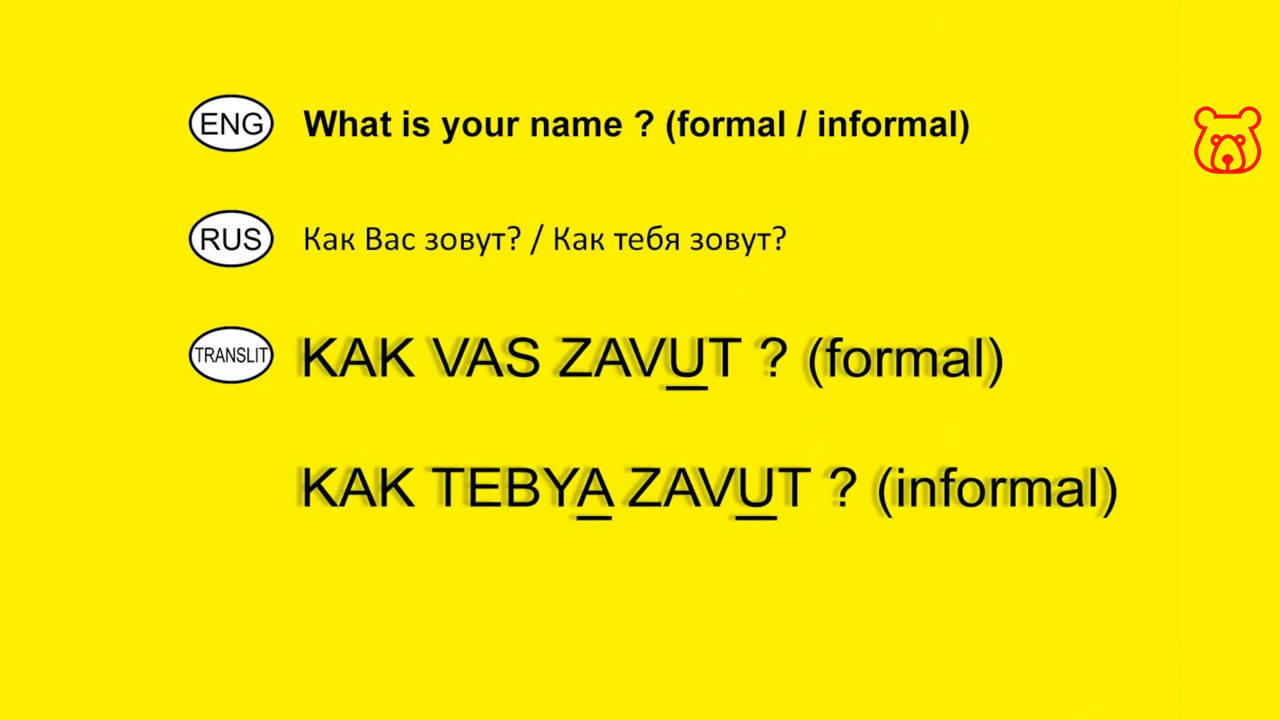 ENG What is your name ? (formal / informal)
RUS Как Вас зовут? / Как тебя зовут?
TRANSLIT KAK VAS ZAVUT ? (formal)
KAK TEBYA ZAVUT ? (informal)